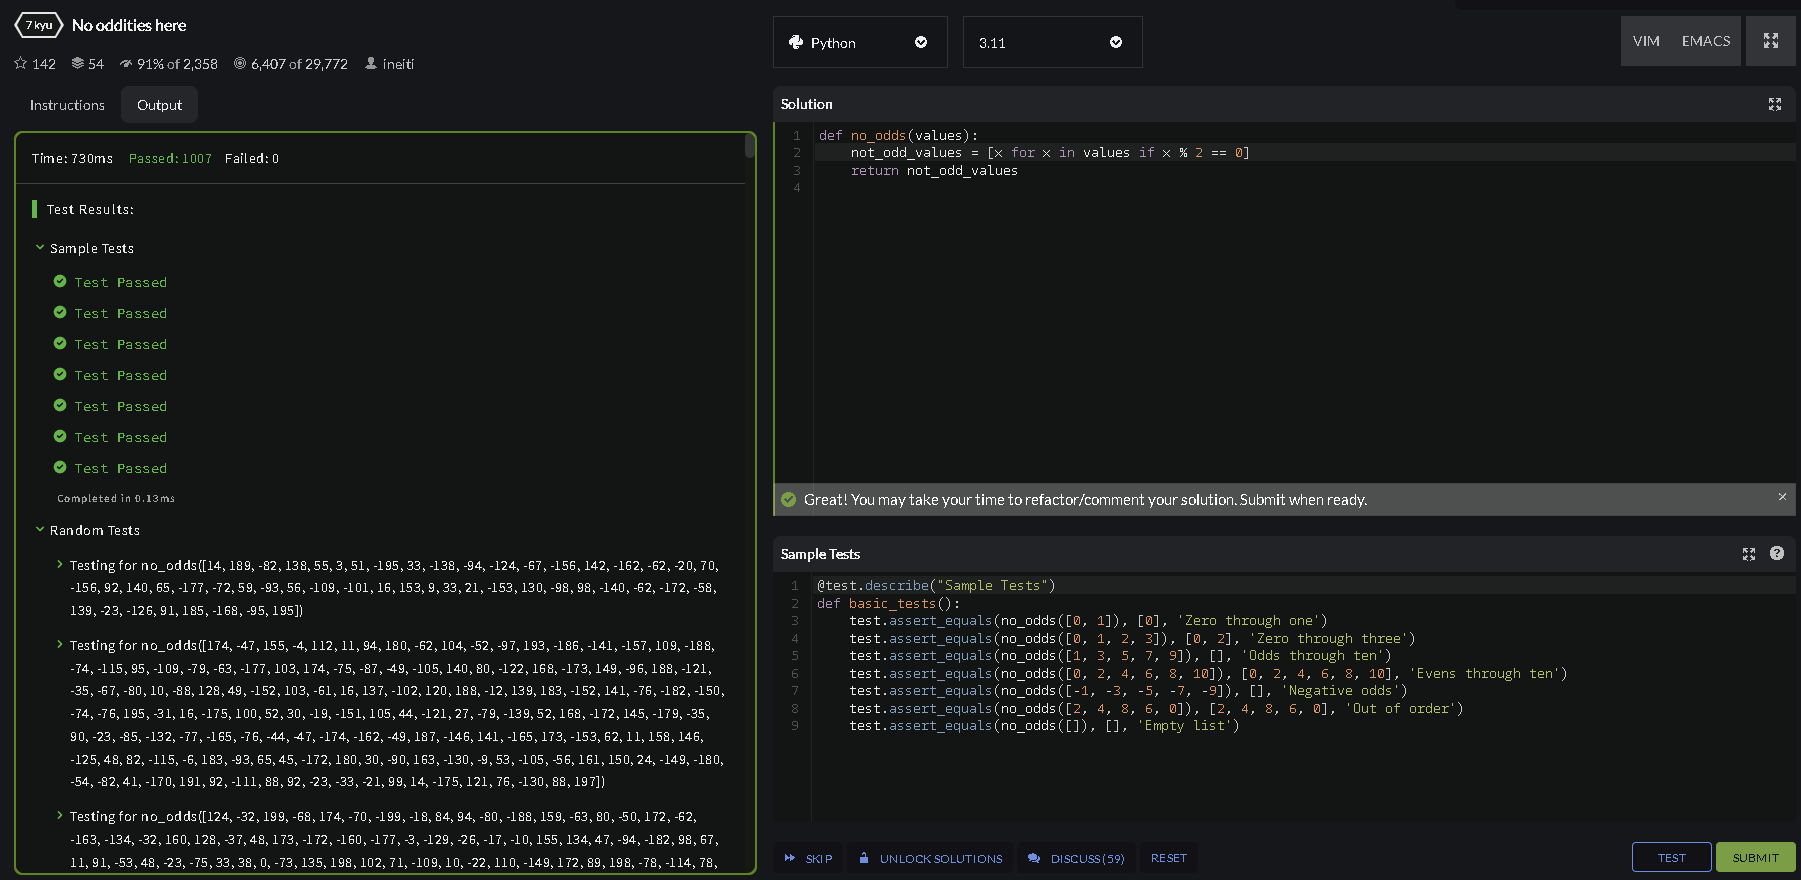 7 kyu No oddities here
142 54 91% of 2,358 6,407 of 29,772 ineiti
Instructions Output
Time: 730ms Passed: 1007 Failed: 0
Test Results:
Sample Tests
Test Passed
Test Passed
Test Passed
Test Passed
Test Passed
Test Passed
Test Passed
Completed in 0.13ms
Random Tests
Testing for no_odds([14, 189, -82, 138, 55, 3, 51, -195, 33, -138, -94, -124, -67, -156, 142, -162, -62, -20, 70,
-156, 92, 140, 65, -177, -72, 59, -93, 56, -109, -101, 16, 153, 9, 33, 21, -153, 130, -98, 98, -140, -62, -172, -58,
139, -23, -126, 91, 185, -168, -95, 195])
Testing for no_odds([174, -47, 155, -4, 112, 11, 94, 180, -62, 104, -52, -97, 193, -186, -141, -157, 109, -188,
-74, -115, 95, -109, -79, -63, -177, 103, 174, -75, -87, -49, -105, 140, 80, -122, 168, -173, 149, -96, 188, -121,
-35, -67, -80, 10, -88, 128, 49, -152, 103, -61, 16, 137, -102, 120, 188, -12, 139, 183, -152, 141, -76, -182, -150,
-74, -76, 195, -31, 16, -175, 100, 52, 30, -19, -151, 105, 44, -121, 27, -79, -139, 52, 168, -172, 145, -179, -35,
90, -23, -85, -132, -77, -165, -76, -44, -47, -174, -162, -49, 187, -146, 141, -165, 173, -153, 62, 11, 158, 146,
-125, 48, 82, -115, -6, 183, -93, 65, 45, -172, 180, 30, -90, 163, -130, -9, 53, -105, -56, 161, 150, 24, -149, -180,
-54, -82, 41, -170, 191, 92, -111, 88, 92, -23, -33, -21, 99, 14, -175, 121, 76, -130, 88, 197])
Testing for no_odds([124, -32, 199, -68, 174, -70, -199, -18, 84, 94, -80, -188, 159, -63, 80, -50, 172, -62,
-163, -134, -32, 160, 128, -37, 48, 173, -172, -160, -177, -3, -129, -26, -17, -10, 155, 134, 47, -94, -182, 98, 67,
11, 91, -53, 48, -23, -75, 33, 38, 0, -73, 135, 198, 102, 71, -109, 10, -22, 110, -149, 172, 89, 198, -78, -114, 78,
Python 3.11 VIM EMACS
Solution
1 def no_odds(values):
2 not_odd_values = [x for x in values if x % 2 == 0]
3 return not_odd_values
4
Great! You may take your time to refactor/comment your solution. Submit when ready.
Sample Tests
1 @test.describe("Sample Tests")
2 def basic_tests():
3 test.assert_equals(no_odds([0, 1]), [0], 'Zero through one')
4 test.assert_equals(no_odds([0, 1, 2, 3]), [0, 2], 'Zero through three')
5 test.assert_equals(no_odds([1, 3, 5, 7, 9]), [], 'Odds through ten')
6 test.assert_equals(no_odds([0, 2, 4, 6, 8, 10]), [0, 2, 4, 6, 8, 10], 'Evens through ten')
7 test.assert_equals(no_odds([-1, -3, -5, -7, -9]), [], 'Negative odds')
8 test.assert_equals(no_odds([2, 4, 8, 6, 0]), [2, 4, 8, 6, 0], 'Out of order')
9 test.assert_equals(no_odds([]), [], 'Empty list')
SKIP UNLOCK SOLUTIONS DISCUSS (59) RESET TEST SUBMIT